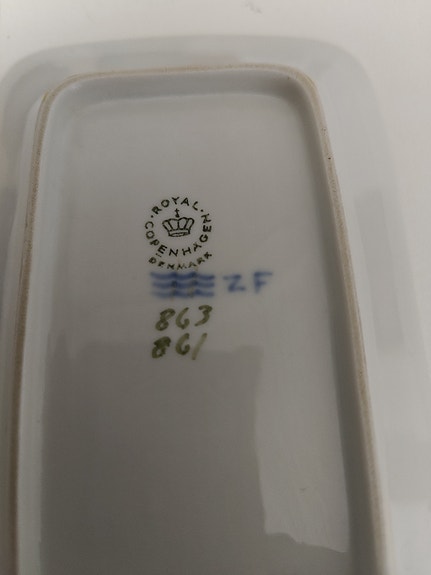 ROYAL
COPENHAGEN
DENMARK
ZF
863
861